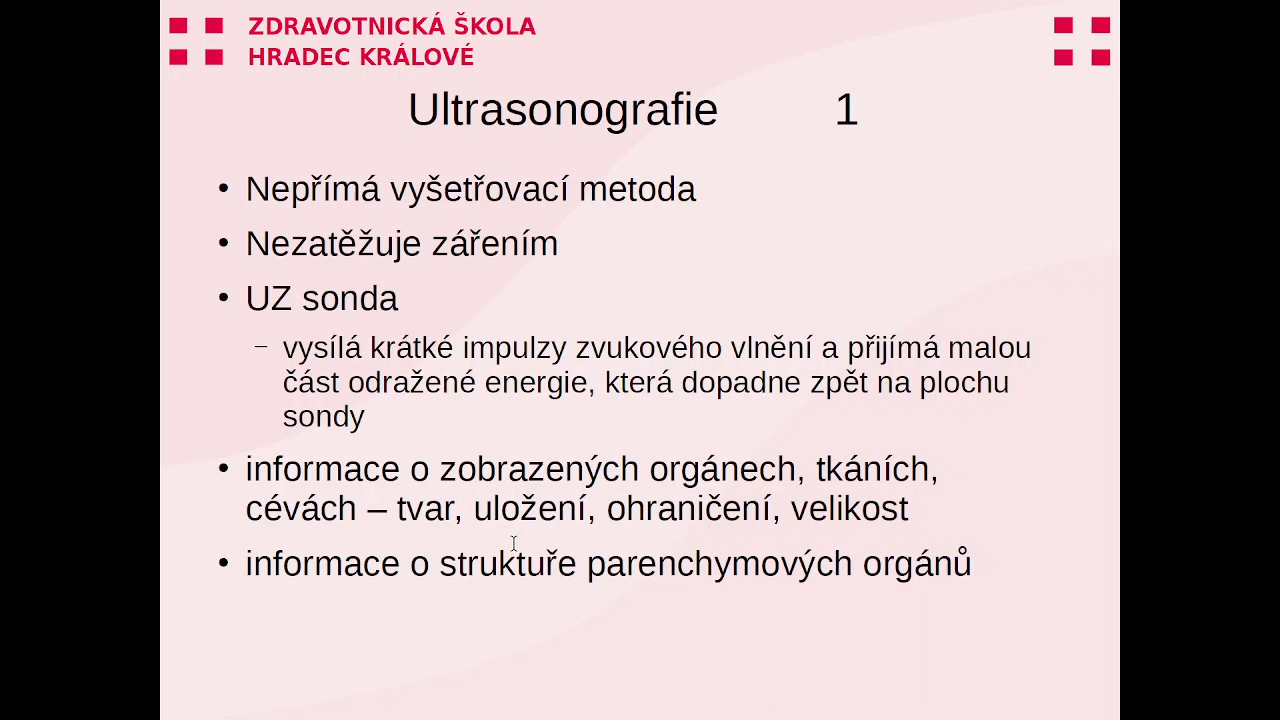 ZDRAVOTNICKÁ ŠKOLA
HRADEC KRÁLOVÉ
Ultrasonografie 1
• Nepřímá vyšetřovací metoda
• Nezatěžuje zářením
• UZ sonda
– vysílá krátké impulzy zvukového vlnění a přijímá malou
část odražené energie, která dopadne zpět na plochu
sondy
• informace o zobrazených orgánech, tkáních,
cévách – tvar, uložení, ohraničení, velikost
• informace o struktuře parenchymových orgánů